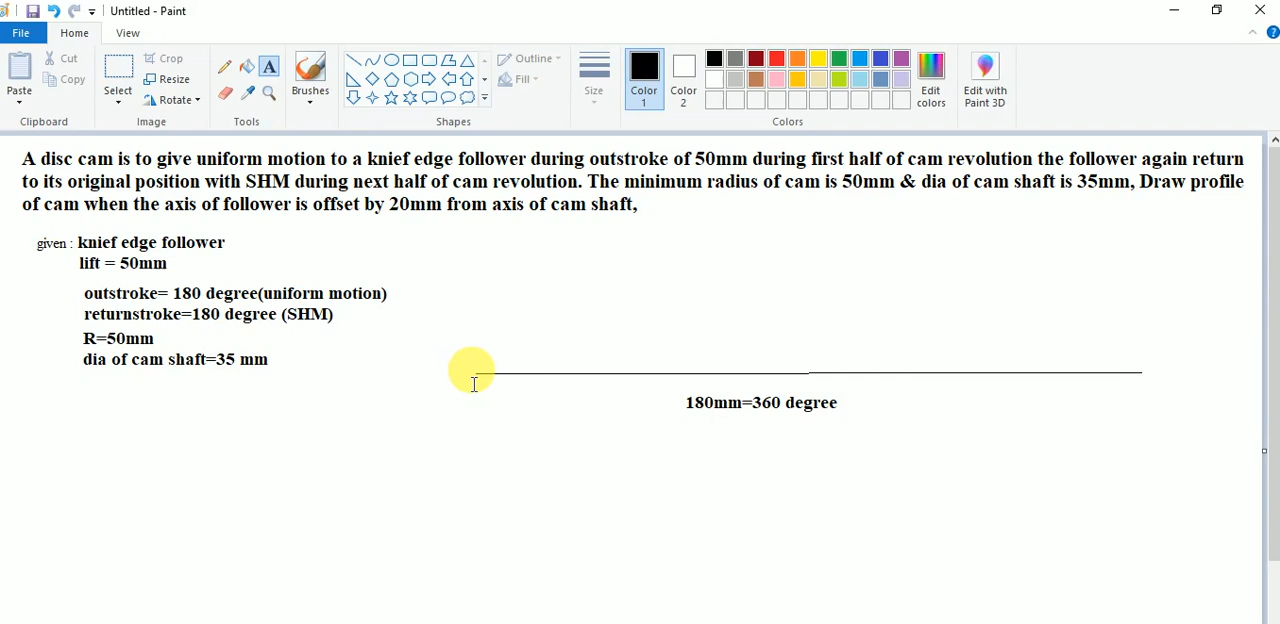 Untitled - Paint
File
Home
View
Paste
Cut
Copy
Clipboard
Select
Crop
Resize
Rotate
Image
A
Tools
Brushes
Outline
Fill
Shapes
Size
Color
1
Color
2
Edit
colors
Colors
Edit with
Paint 3D
?
A disc cam is to give uniform motion to a knief edge follower during outstroke of 50mm during first half of cam revolution the follower again return
to its original position with SHM during next half of cam revolution. The minimum radius of cam is 50mm & dia of cam shaft is 35mm, Draw profile
of cam when the axis of follower is offset by 20mm from axis of cam shaft,
given : knief edge follower
lift = 50mm
outstroke= 180 degree(uniform motion)
returnstroke=180 degree (SHM)
R=50mm
dia of cam shaft=35 mm
180mm=360 degree